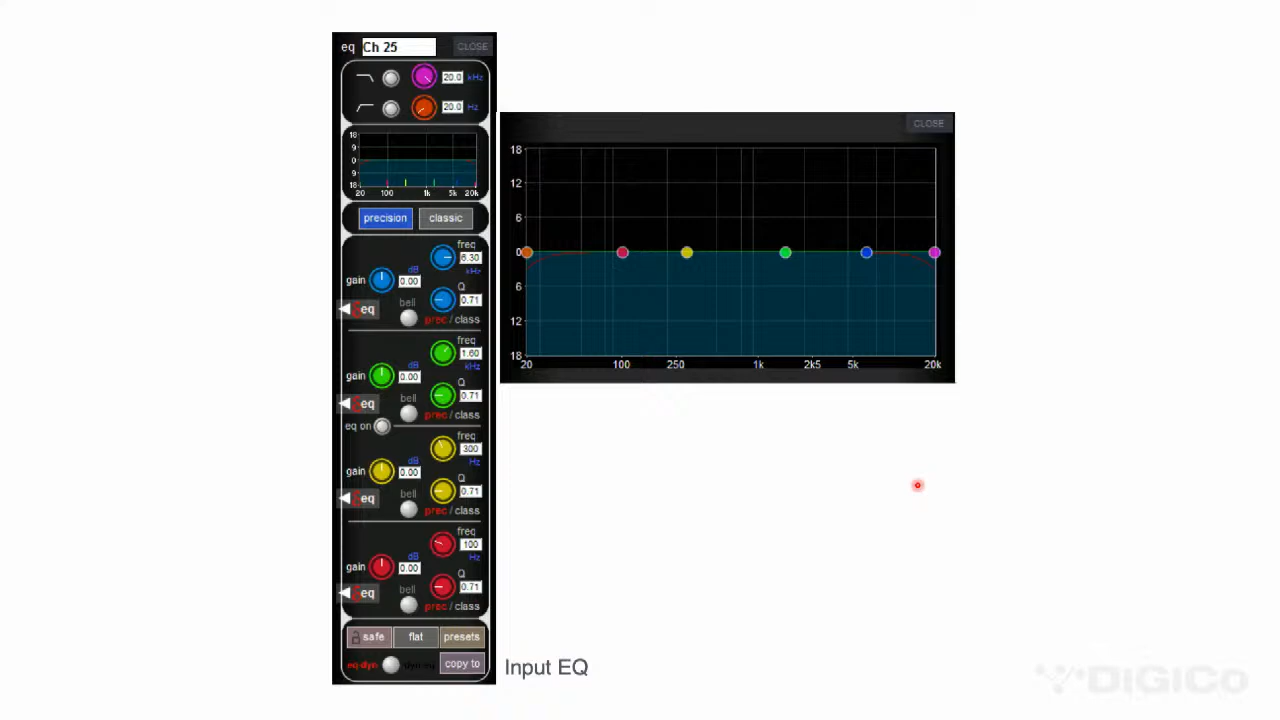 eq Ch 25 CLOSE
20.0 kHz
20.0 Hz
CLOSE
18
9
0
9
18
20 100 1k 5k 20k
18
12
6
0
6
12
18
20 100 250 1k 2k5 5k 20k
precision classic
freq
6.30
kHz
gain dB 0.00
Q
0.71
bell
eq
prec / class
freq
1.60
kHz
gain dB 0.00
Q
0.71
bell
eq
prec / class
eq on
freq
300
Hz
gain dB 0.00
Q
0.71
bell
eq
prec / class
freq
100
Hz
gain dB 0.00
Q
0.71
bell
eq
prec / class
safe flat presets
eq-dyn dyn-eq copy to
Input EQ
DiGiCo